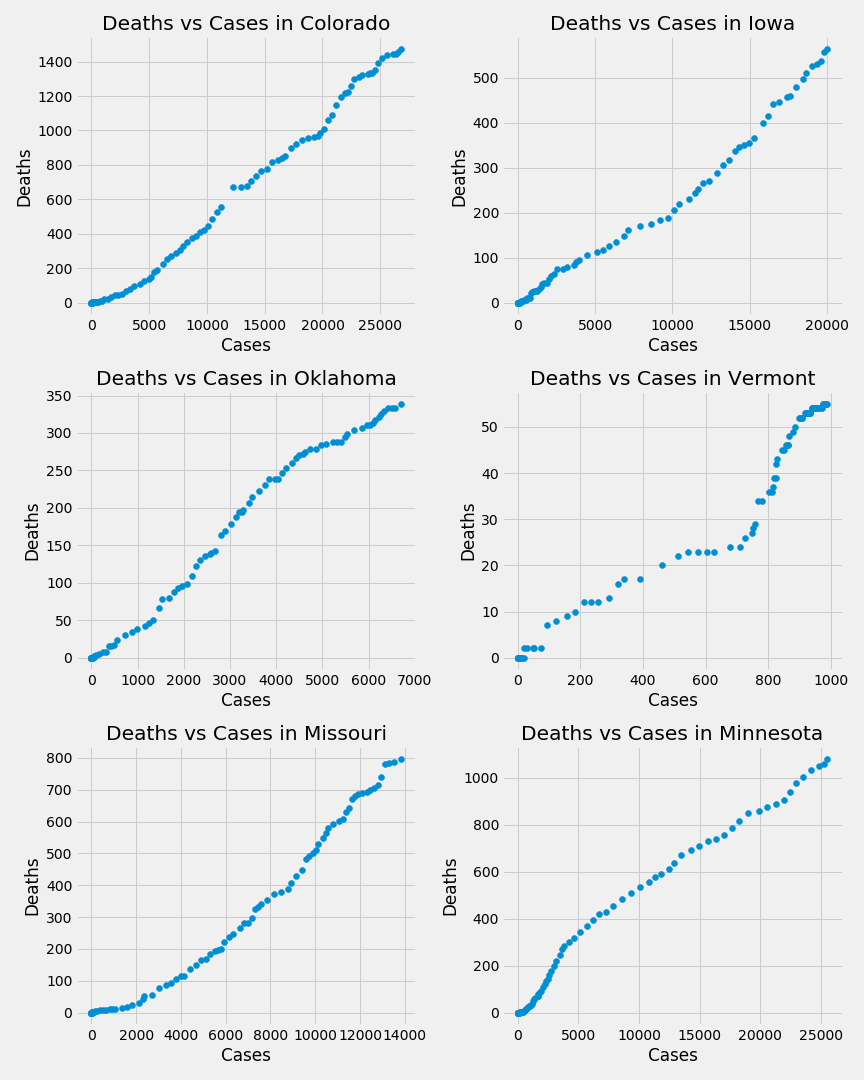 Deaths vs Cases in Colorado
1400
1200
1000
800
600
400
200
0
Deaths
0 5000 10000 15000 20000 25000
Cases
Deaths vs Cases in Iowa
500
400
300
200
100
0
Deaths
0 5000 10000 15000 20000
Cases
Deaths vs Cases in Oklahoma
350
300
250
200
150
100
50
0
Deaths
0 1000 2000 3000 4000 5000 6000 7000
Cases
Deaths vs Cases in Vermont
50
40
30
20
10
0
Deaths
0 200 400 600 800 1000
Cases
Deaths vs Cases in Missouri
800
700
600
500
400
300
200
100
0
Deaths
0 2000 4000 6000 8000 10000 12000 14000
Cases
Deaths vs Cases in Minnesota
1000
800
600
400
200
0
Deaths
0 5000 10000 15000 20000 25000
Cases